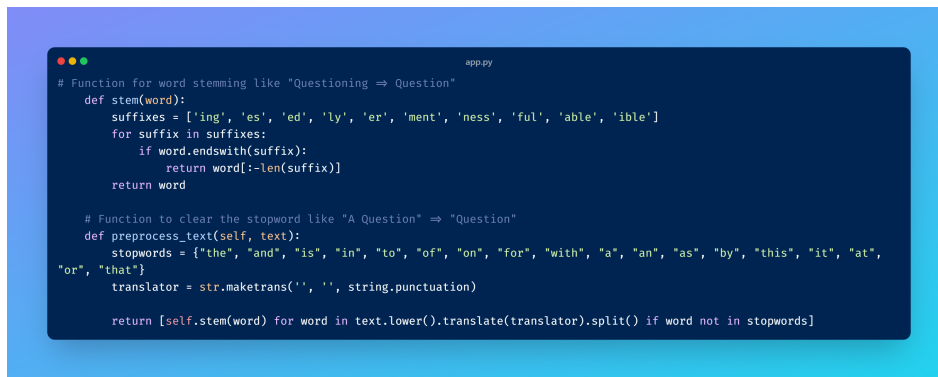 app.py
# Function for word stemming like "Questioning => Question"
    def stem(word):
        suffixes = ['ing', 'es', 'ed', 'ly', 'er', 'ment', 'ness', 'ful', 'able', 'ible']
        for suffix in suffixes:
            if word.endswith(suffix):
                return word[:-len(suffix)]
        return word

    # Function to clear the stopword like "A Question" => "Question"
    def preprocess_text(self, text):
        stopwords = {"the", "and", "is", "in", "to", "of", "on", "for", "with", "a", "an", "as", "by", "this", "it", "at",
"or", "that"}
        translator = str.maketrans('', '', string.punctuation)

        return [self.stem(word) for word in text.lower().translate(translator).split() if word not in stopwords]